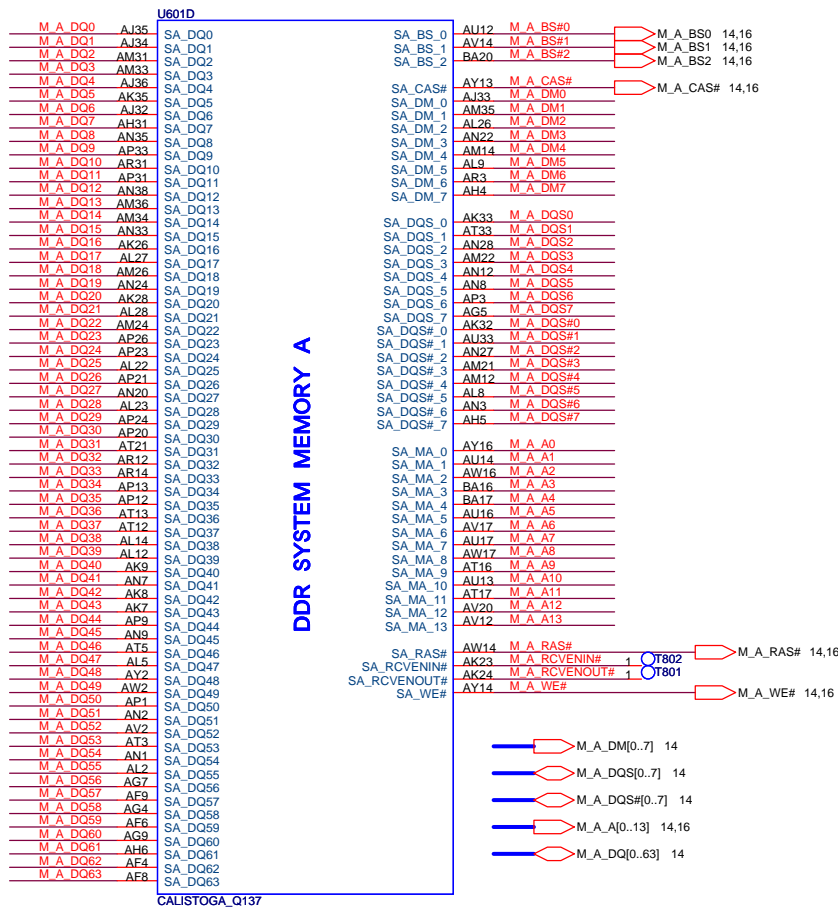 U601D
M_A_DQ0 AJ35 SA_DQ0
M_A_DQ1 AJ34 SA_DQ1
M_A_DQ2 AM31 SA_DQ2
M_A_DQ3 AM33 SA_DQ3
M_A_DQ4 AJ36 SA_DQ4
M_A_DQ5 AK35 SA_DQ5
M_A_DQ6 AJ32 SA_DQ6
M_A_DQ7 AH31 SA_DQ7
M_A_DQ8 AN35 SA_DQ8
M_A_DQ9 AP33 SA_DQ9
M_A_DQ10 AR31 SA_DQ10
M_A_DQ11 AP31 SA_DQ11
M_A_DQ12 AN38 SA_DQ12
M_A_DQ13 AM36 SA_DQ13
M_A_DQ14 AM34 SA_DQ14
M_A_DQ15 AN33 SA_DQ15
M_A_DQ16 AK26 SA_DQ16
M_A_DQ17 AL27 SA_DQ17
M_A_DQ18 AM26 SA_DQ18
M_A_DQ19 AN24 SA_DQ19
M_A_DQ20 AK28 SA_DQ20
M_A_DQ21 AL28 SA_DQ21
M_A_DQ22 AM24 SA_DQ22
M_A_DQ23 AP26 SA_DQ23
M_A_DQ24 AP23 SA_DQ24
M_A_DQ25 AL22 SA_DQ25
M_A_DQ26 AP21 SA_DQ26
M_A_DQ27 AN20 SA_DQ27
M_A_DQ28 AL23 SA_DQ28
M_A_DQ29 AP24 SA_DQ29
M_A_DQ30 AP20 SA_DQ30
M_A_DQ31 AT21 SA_DQ31
M_A_DQ32 AR12 SA_DQ32
M_A_DQ33 AR14 SA_DQ33
M_A_DQ34 AP13 SA_DQ34
M_A_DQ35 AP12 SA_DQ35
M_A_DQ36 AT13 SA_DQ36
M_A_DQ37 AT12 SA_DQ37
M_A_DQ38 AL14 SA_DQ38
M_A_DQ39 AL12 SA_DQ39
M_A_DQ40 AK9 SA_DQ40
M_A_DQ41 AN7 SA_DQ41
M_A_DQ42 AK8 SA_DQ42
M_A_DQ43 AK7 SA_DQ43
M_A_DQ44 AP9 SA_DQ44
M_A_DQ45 AN9 SA_DQ45
M_A_DQ46 AT5 SA_DQ46
M_A_DQ47 AL5 SA_DQ47
M_A_DQ48 AY2 SA_DQ48
M_A_DQ49 AW2 SA_DQ49
M_A_DQ50 AP1 SA_DQ50
M_A_DQ51 AN2 SA_DQ51
M_A_DQ52 AV2 SA_DQ52
M_A_DQ53 AT3 SA_DQ53
M_A_DQ54 AN1 SA_DQ54
M_A_DQ55 AL2 SA_DQ55
M_A_DQ56 AG7 SA_DQ56
M_A_DQ57 AF9 SA_DQ57
M_A_DQ58 AG4 SA_DQ58
M_A_DQ59 AF6 SA_DQ59
M_A_DQ60 AG9 SA_DQ60
M_A_DQ61 AH6 SA_DQ61
M_A_DQ62 AF4 SA_DQ62
M_A_DQ63 AF8 SA_DQ63
DDR SYSTEM MEMORY A
SA_BS_0 AU12 M_A_BS#0 M_A_BS0 14,16
SA_BS_1 AV14 M_A_BS#1 M_A_BS1 14,16
SA_BS_2 BA20 M_A_BS#2 M_A_BS2 14,16
SA_CAS# AY13 M_A_CAS# M_A_CAS# 14,16
SA_DM_0 AJ33 M_A_DM0
SA_DM_1 AM35 M_A_DM1
SA_DM_2 AL26 M_A_DM2
SA_DM_3 AN22 M_A_DM3
SA_DM_4 AM14 M_A_DM4
SA_DM_5 AL9 M_A_DM5
SA_DM_6 AR3 M_A_DM6
SA_DM_7 AH4 M_A_DM7
SA_DQS_0 AK33 M_A_DQS0
SA_DQS_1 AT33 M_A_DQS1
SA_DQS_2 AN28 M_A_DQS2
SA_DQS_3 AM22 M_A_DQS3
SA_DQS_4 AN12 M_A_DQS4
SA_DQS_5 AN8 M_A_DQS5
SA_DQS_6 AP3 M_A_DQS6
SA_DQS_7 AG5 M_A_DQS7
SA_DQS#_0 AK32 M_A_DQS#0
SA_DQS#_1 AU33 M_A_DQS#1
SA_DQS#_2 AN27 M_A_DQS#2
SA_DQS#_3 AM21 M_A_DQS#3
SA_DQS#_4 AM12 M_A_DQS#4
SA_DQS#_5 AL8 M_A_DQS#5
SA_DQS#_6 AN3 M_A_DQS#6
SA_DQS#_7 AH5 M_A_DQS#7
SA_MA_0 AY16 M_A_A0
SA_MA_1 AU14 M_A_A1
SA_MA_2 AW16 M_A_A2
SA_MA_3 BA16 M_A_A3
SA_MA_4 BA17 M_A_A4
SA_MA_5 AU16 M_A_A5
SA_MA_6 AV17 M_A_A6
SA_MA_7 AU17 M_A_A7
SA_MA_8 AW17 M_A_A8
SA_MA_9 AT16 M_A_A9
SA_MA_10 AU13 M_A_A10
SA_MA_11 AT17 M_A_A11
SA_MA_12 AV20 M_A_A12
SA_MA_13 AV12 M_A_A13
SA_RAS# AW14 M_A_RAS# M_A_RAS# 14,16
SA_RCVENIN# AK23 M_A_RCVENIN# 1 T802
SA_RCVENOUT# AK24 M_A_RCVENOUT# 1 T801
SA_WE# AY14 M_A_WE# M_A_WE# 14,16
M_A_DM[0..7] 14
M_A_DQS[0..7] 14
M_A_DQS#[0..7] 14
M_A_A[0..13] 14,16
M_A_DQ[0..63] 14
CALISTOGA_Q137